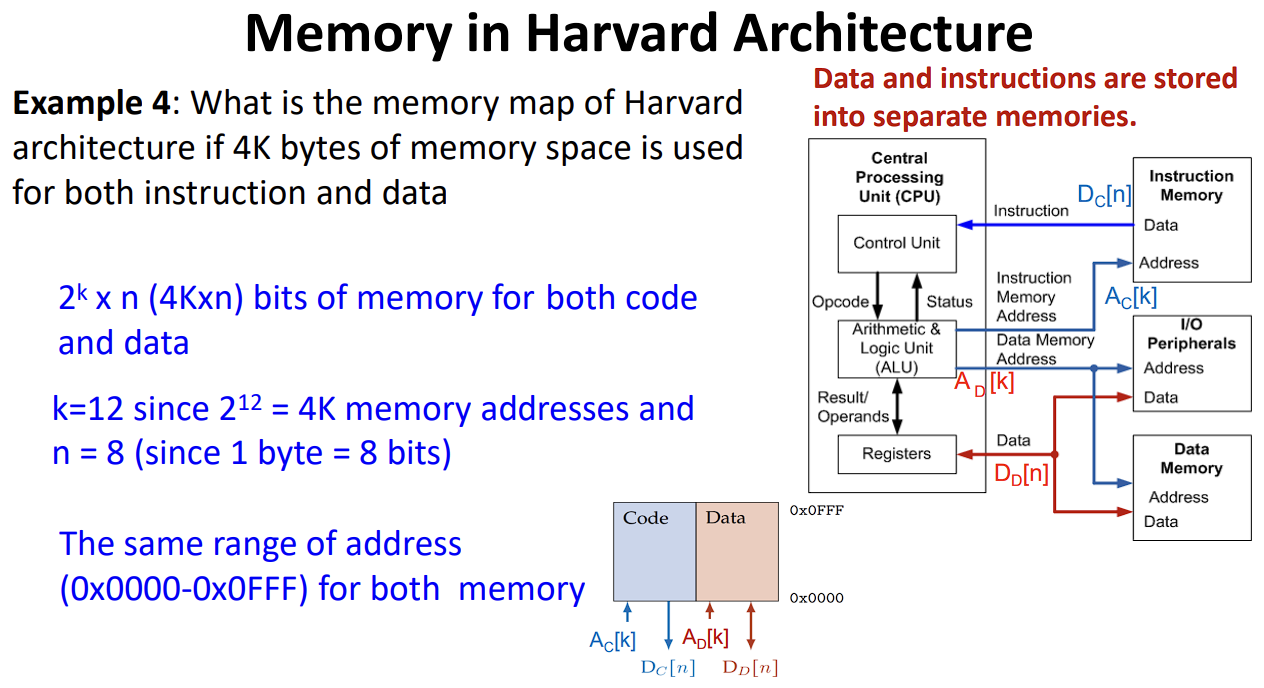 Memory in Harvard Architecture
Example 4: What is the memory map of Harvard
architecture if 4K bytes of memory space is used
for both instruction and data
2ᵏ x n (4Kxn) bits of memory for both code
and data
k=12 since 2¹² = 4K memory addresses and
n = 8 (since 1 byte = 8 bits)
The same range of address
(0x0000-0x0FFF) for both memory
Data and instructions are stored
into separate memories.
Central
Processing
Unit (CPU)
Control Unit
Opcode
Status
Arithmetic &
Logic Unit
(ALU)
Result/
Operands
Registers
Instruction
Instruction
Memory
Address
Data Memory
Address
A_D[k]
Data
D_D[n]
D_C[n]
Instruction
Memory
Data
Address
A_C[k]
I/O
Peripherals
Address
Data
Data
Memory
Address
Data
Code
Data
0x0FFF
0x0000
A_C[k]
A_D[k]
D_C[n]
D_D[n]